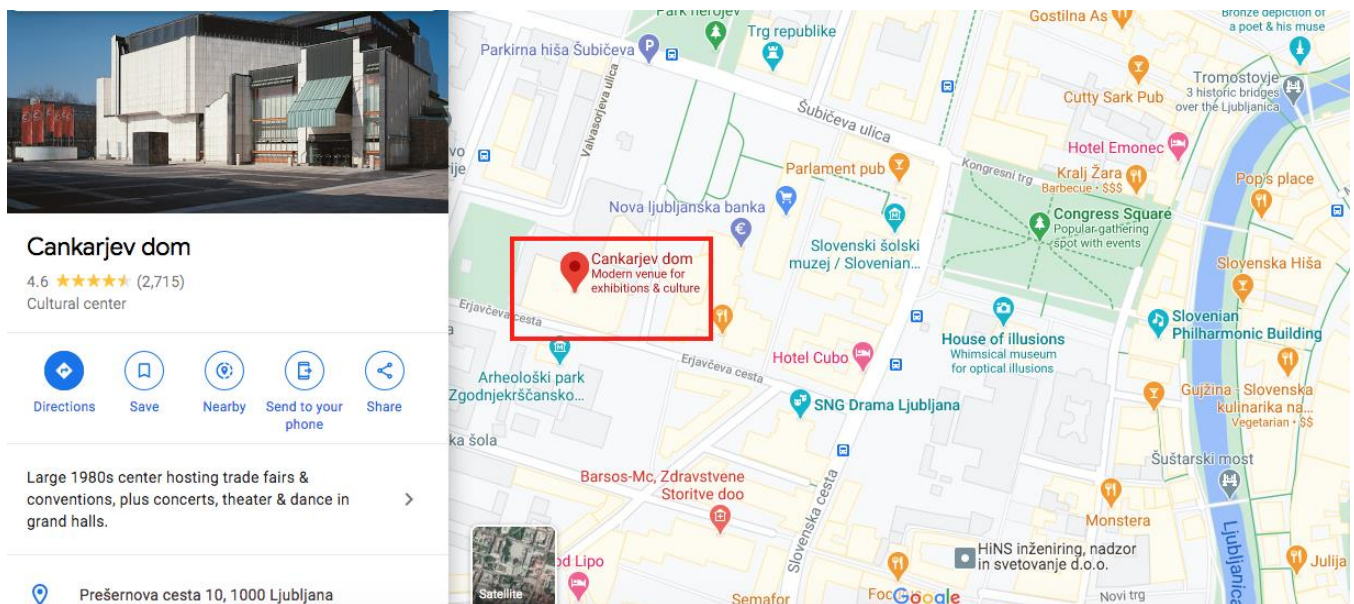 Cankarjev dom
4.6 ★★★★⯪ (2,715)
Cultural center
Directions
Save
Nearby
Send to your
phone
Share
Large 1980s center hosting trade fairs &
conventions, plus concerts, theater & dance in
grand halls.
Prešernova cesta 10, 1000 Ljubljana
Park herojev
Trg republike
Parkirna hiša Šubičeva
P
Valvasorjeva ulica
Šubičeva ulica
Gostilna As
Bronze depiction of
a poet & his muse
Tromostovje
3 historic bridges
over the Ljubljanica
Cutty Sark Pub
Hotel Emonec
Kongresni trg
Kralj Žara
Barbecue • $$$
Pop's place
Parlament pub
Nova ljubljanska banka
€
Slovenski šolski
muzej / Slovenian...
Congress Square
Popular gathering
spot with events
Slovenska Hiša
Cankarjev dom
Modern venue for
exhibitions & culture
Erjavčeva cesta
Slovenian
Philharmonic Building
House of illusions
Whimsical museum
for optical illusions
Hotel Cubo
Erjavčeva cesta
Arheološki park
Zgodnjekrščansko...
SNG Drama Ljubljana
Gujžina - Slovenska
kulinarika na...
Vegetarian • $$
ka šola
Šuštarski most
Barsos-Mc, Zdravstvene
Storitve doo
Slovenska cesta
Monstera
HiNS inženiring, nadzor
in svetovanje d.o.o.
Ljubljanica
Julija
Satellite
od Lipo
Semafor
Google
Novi trg